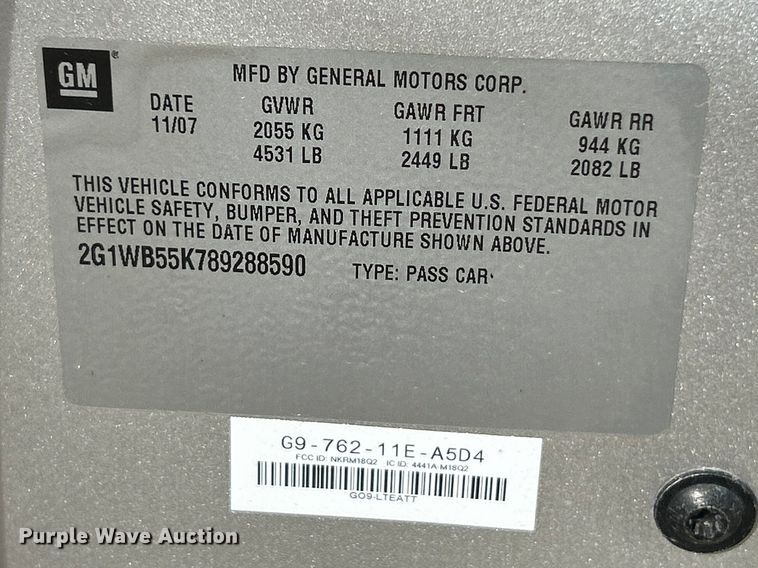 GM
MFD BY GENERAL MOTORS CORP.
DATE GVWR GAWR FRT GAWR RR
11/07 2055 KG 1111 KG 944 KG
4531 LB 2449 LB 2082 LB
THIS VEHICLE CONFORMS TO ALL APPLICABLE U.S. FEDERAL MOTOR
VEHICLE SAFETY, BUMPER, AND THEFT PREVENTION STANDARDS IN
EFFECT ON THE DATE OF MANUFACTURE SHOWN ABOVE.
2G1WB55K789288590 TYPE: PASS CAR
G9-762-11E-A5D4
FCC ID: NKRM18Q2 IC ID: 4441A-M18Q2
GO9-LTEATT
Purple Wave Auction